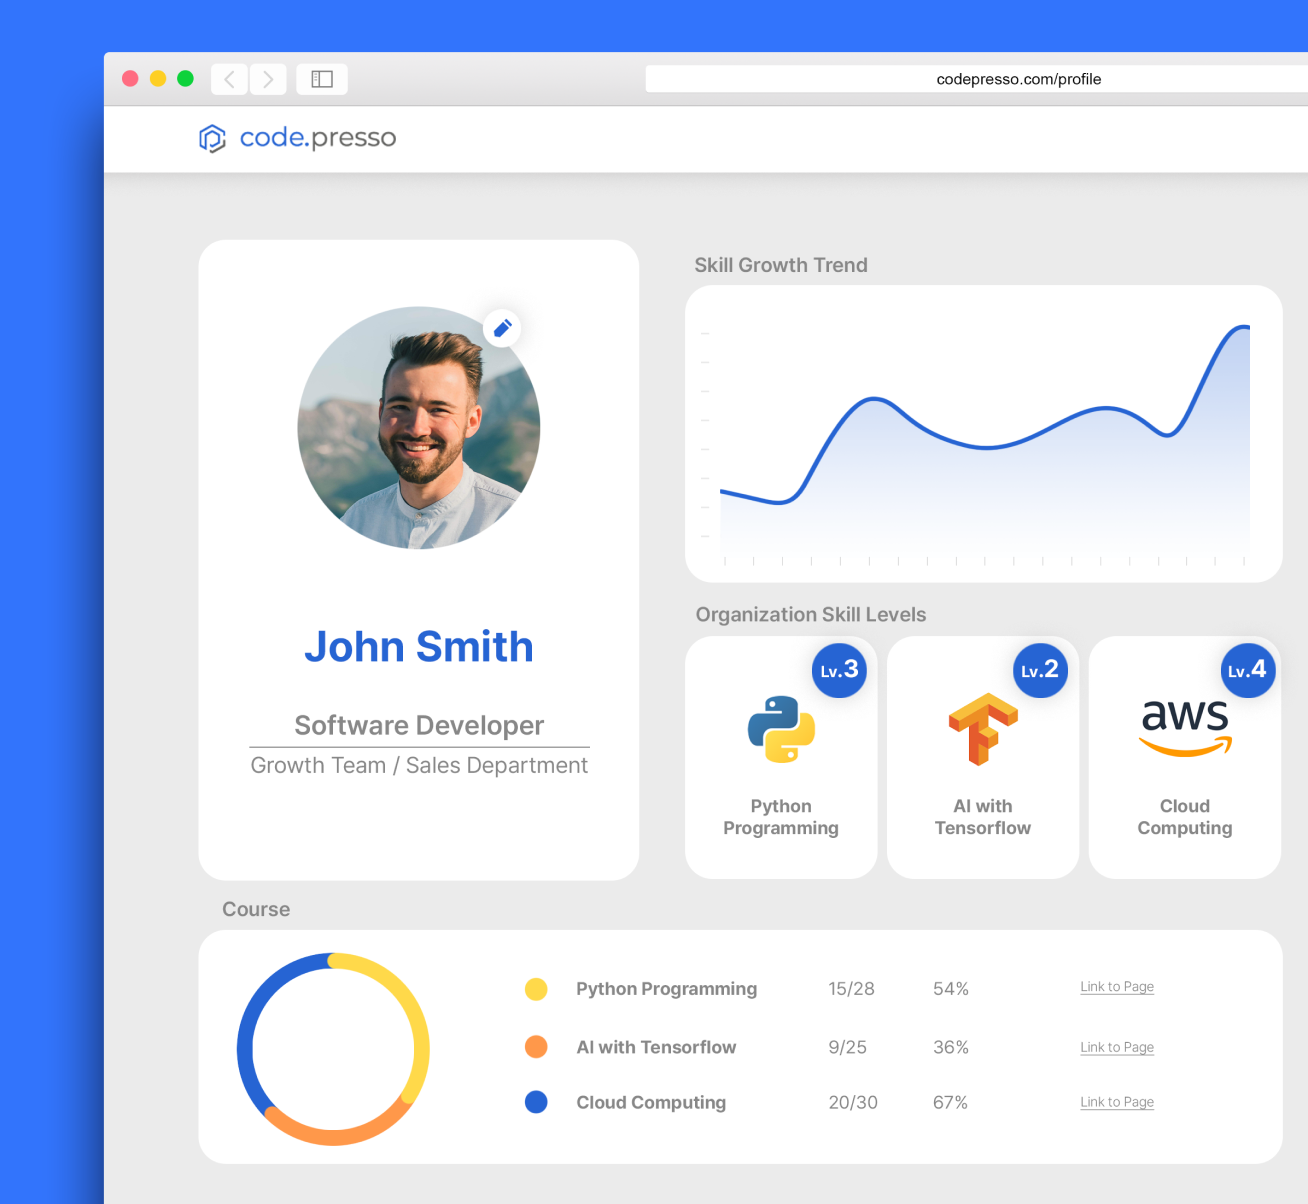 codepresso.com/profile
code.presso
John Smith
Software Developer
Growth Team / Sales Department
Skill Growth Trend
Organization Skill Levels
Lv.3
Python
Programming
Lv.2
AI with
Tensorflow
Lv.4
aws
Cloud
Computing
Course
Python Programming 15/28 54% Link to Page
AI with Tensorflow 9/25 36% Link to Page
Cloud Computing 20/30 67% Link to Page